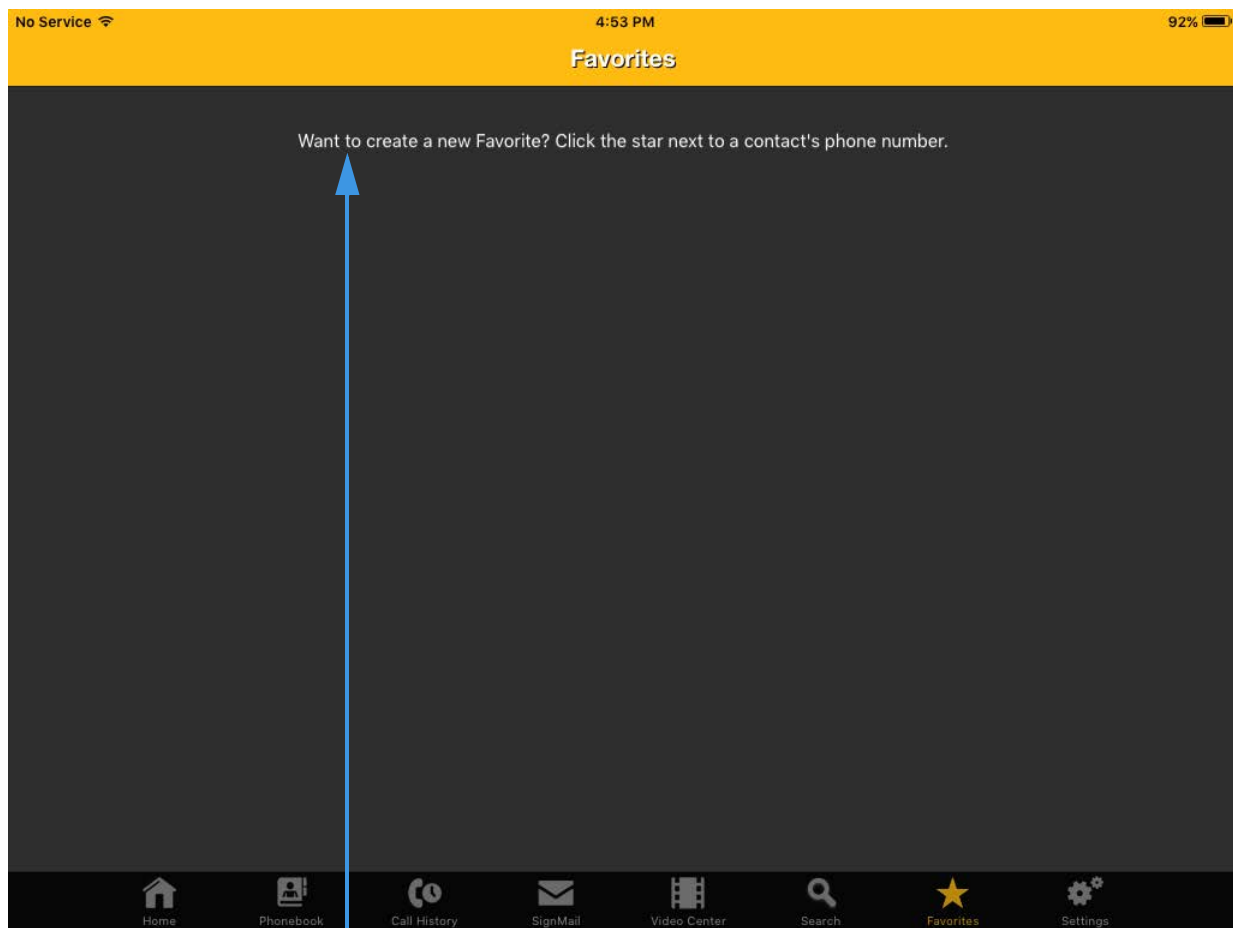 No Service 4:53 PM 92%
Favorites
Want to create a new Favorite? Click the star next to a contact's phone number.
Home Phonebook Call History SignMail Video Center Search Favorites Settings